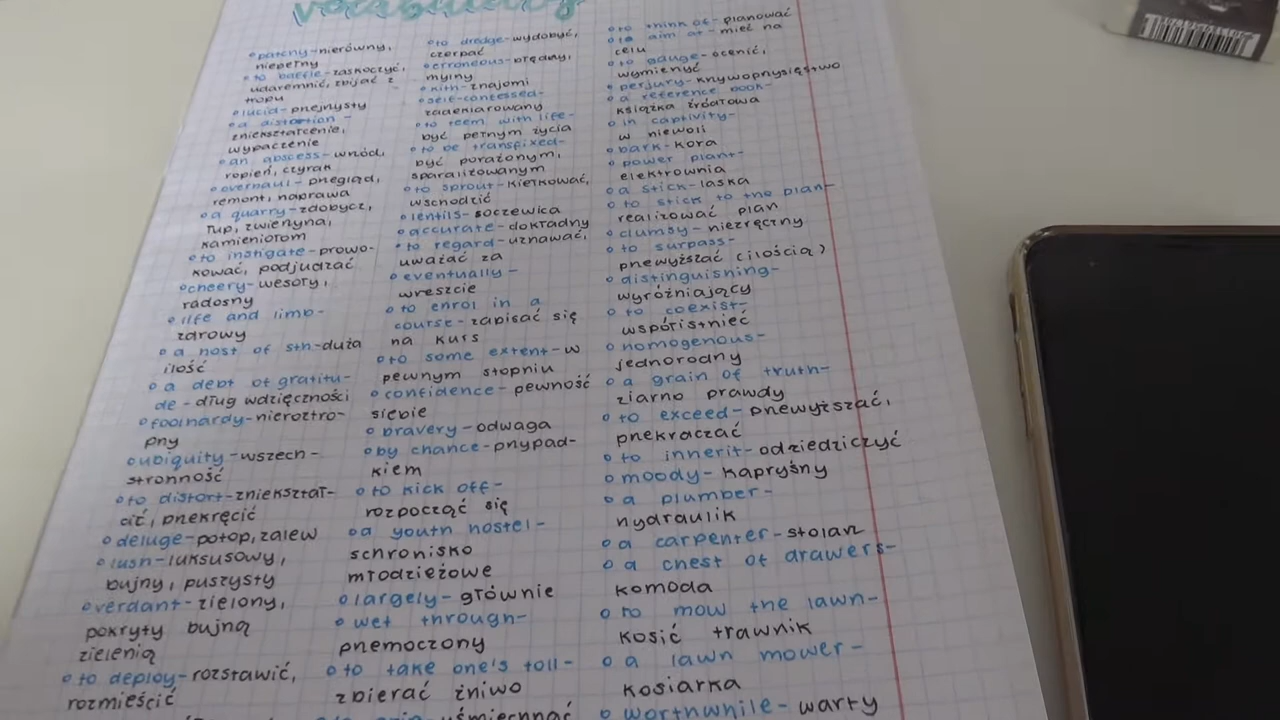 vocabulary
patchy-nierówny,
niepełny
to baffle-zaskoczyć,
udaremnić, zbijać z
tropu
lucid-przejrzysty
a distortion-
zniekształcenie,
wypaczenie
an abscess-wrzód,
ropień, czyrak
overhaul-przegląd,
remont, naprawa
a quarry-zdobycz,
łup, zwierzyna,
kamieniołom
to instigate-prowo-
kować, podjudzać
cheery-wesoły,
radosny
life and limb-
zdrowy
a host of sth-duża
ilość
a debt of gratitu-
de-dług wdzięczności
foolhardy-nieroztro-
pny
ubiquity-wszech-
stronność
to distort-zniekształ-
cić, przekręcić
deluge-potop, zalew
lush-luksusowy,
bujny, puszysty
verdant-zielony,
pokryty bujną
zielenią
to deploy-rozstawić,
rozmieścić
to dredge-wydobyć,
czerpać
erroneous-błędny,
mylny
kith-znajomi
self-confessed-
zadeklarowany
to teem with life-
być pełnym życia
to be transfixed-
być porażonym,
sparaliżowanym
to sprout-kiełkować,
wschodzić
lentils-soczewica
accurate-dokładny
to regard-uznawać,
uważać za
eventually-
wreszcie
to enrol in a
course-zapisać się
na kurs
to some extent-w
pewnym stopniu
confidence-pewność
siebie
bravery-odwaga
by chance-przypad-
kiem
to kick off-
rozpocząć się
a youth hostel-
schronisko
młodzieżowe
largely-głównie
wet through-
przemoczony
to take one's toll-
zbierać żniwo
uśmiechnąć
to think of-planować
to aim at-mieć na
celu
to guage-ocenić,
wymienyć
perjury-krzywoprzysięstwo
a reference book-
książka źródłowa
in captivity-
w niewoli
bark-kora
power plant-
elektrownia
a stick-laska
to stick to the plan-
realizować plan
clumsy-niezręczny
to surpass-
przewyższać (ilością)
distinguishing-
wyróżniający
to coexist-
współistnieć
homogenous-
jednorodny
a grain of truth-
ziarno prawdy
to exceed-przewyższać,
przekraczać
to inherit-odziedziczyć
moody-kapryśny
a plumber-
hydraulik
a carpenter-stolarz
a chest of drawers-
komoda
to mow the lawn-
kosić trawnik
a lawn mower-
kosiarka
worthwhile-warty